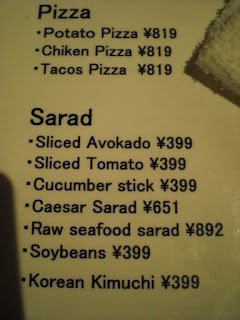 Pizza
・Potato Pizza ¥819
・Chiken Pizza ¥819
・Tacos Pizza ¥819
Sarad
・Sliced Avokado ¥399
・Sliced Tomato ¥399
・Cucumber stick ¥399
・Caesar Sarad ¥651
・Raw seafood sarad ¥892
・Soybeans ¥399
・Korean Kimuchi ¥399